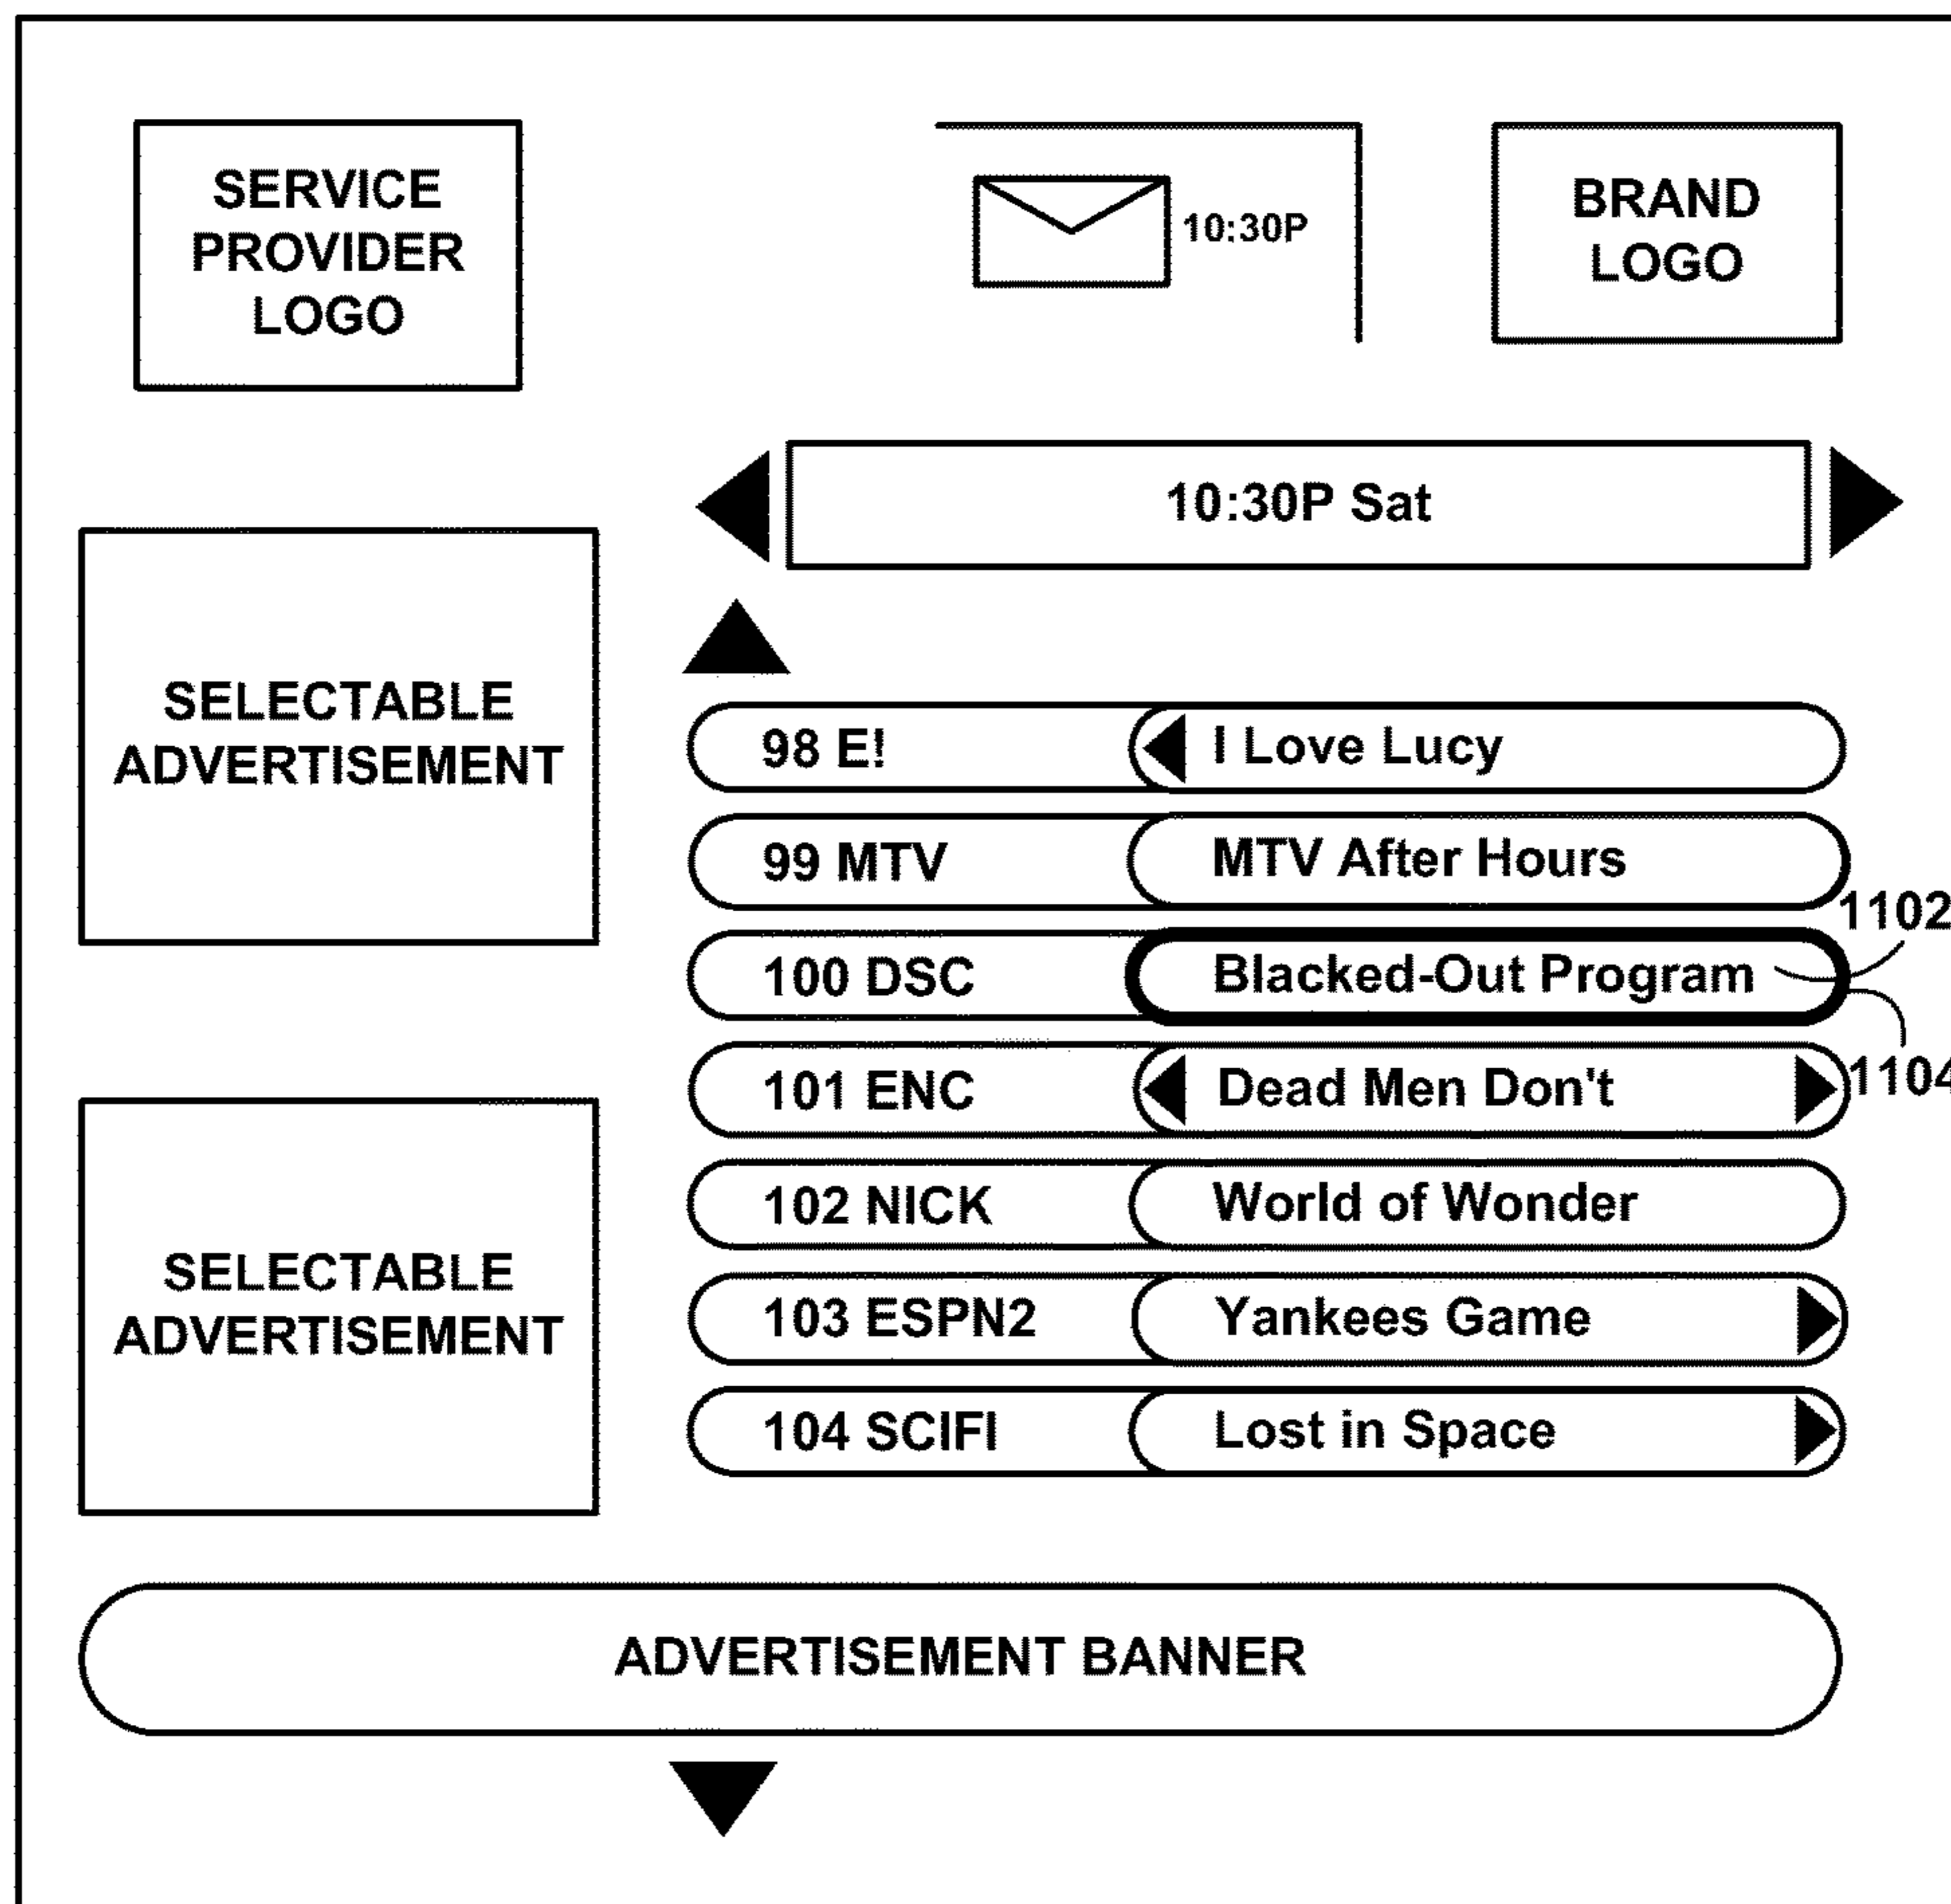 SERVICE
PROVIDER
LOGO
10:30P
BRAND
LOGO
10:30P Sat
SELECTABLE
ADVERTISEMENT
98 E! I Love Lucy
99 MTV MTV After Hours
1102
100 DSC Blacked-Out Program
101 ENC Dead Men Don't
1104
102 NICK World of Wonder
SELECTABLE
ADVERTISEMENT
103 ESPN2 Yankees Game
104 SCIFI Lost in Space
ADVERTISEMENT BANNER